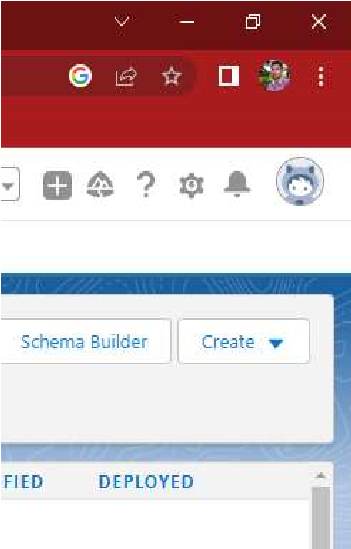 Schema Builder
Create
FIED
DEPLOYED